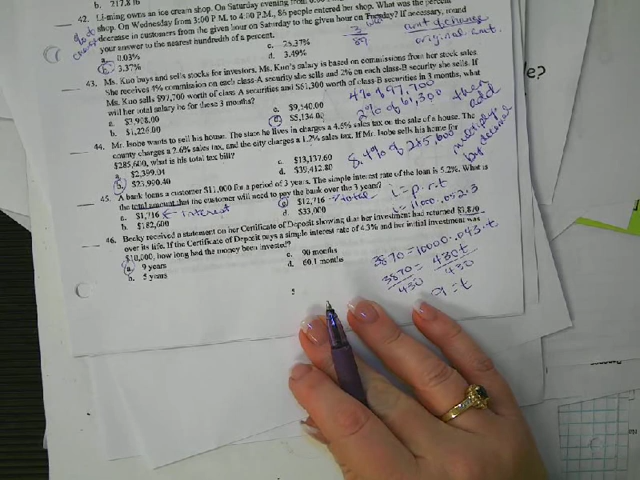 b. 217.816
42. Li-ming owns an ice cream shop. On Saturday evening from
shop. On Wednesday from 3:00 P.M. to 4:00 P.M., 86 people entered her shop. What was the percent
decrease in customers from the given hour on Saturday to the given hour on Tuesday? If necessary, round
your answer to the nearest hundredth of a percent.
a. 0.03% c. 25.37%
b. 3.37% d. 3.49%
3
89
amt of change
original amt.
43. Ms. Kuo buys and sells stocks for investors. Ms. Kuo's salary is based on commissions from her stock sales.
She receives 4% commission on each class-A security she sells and 2% on each class-B security she sells. If
Ms. Kuo sells $97,700 worth of class A securities and $61,300 worth of class-B securities in 3 months, what
will her total salary be for these 3 months?
a. $3,908.00 c. $9,540.00
b. $1,226.00 d. $5,134.00
4% of 97,700
2% of 61,300
then add
44. Mr. Isobe wants to sell his house. The state he lives in charges a 4.6% sales tax on the sale of a house. The
county charges a 2.6% sales tax, and the city charges a 1.2% sales tax. If Mr. Isobe sells his house for
$285,600, what is his total tax bill?
a. $2,399.04 c. $13,137.60
b. $23,990.40 d. $39,412.80
8.4% of 285,600
multiply by decimal
45. A bank loans a customer $11,000 for a period of 3 years. The simple interest rate of the loan is 5.2%. What is
the total amount that the customer will need to pay the bank over the 3 years?
a. $1,716 ← interest c. $12,716 - total
b. $182,600 d. $33,000
i = p . r . t
i = 11000 . .052 . 3
46. Becky received a statement on her Certificate of Deposit showing that her investment had returned $3,870
over its life. If the Certificate of Deposit pays a simple interest rate of 4.3% and her initial investment was
$10,000, how long had the money been invested?
a. 9 years c. 90 months
b. 5 years d. 60.1 months
3870 = 10000 . .043 . t
3870 = 430t
430 430
9 = t